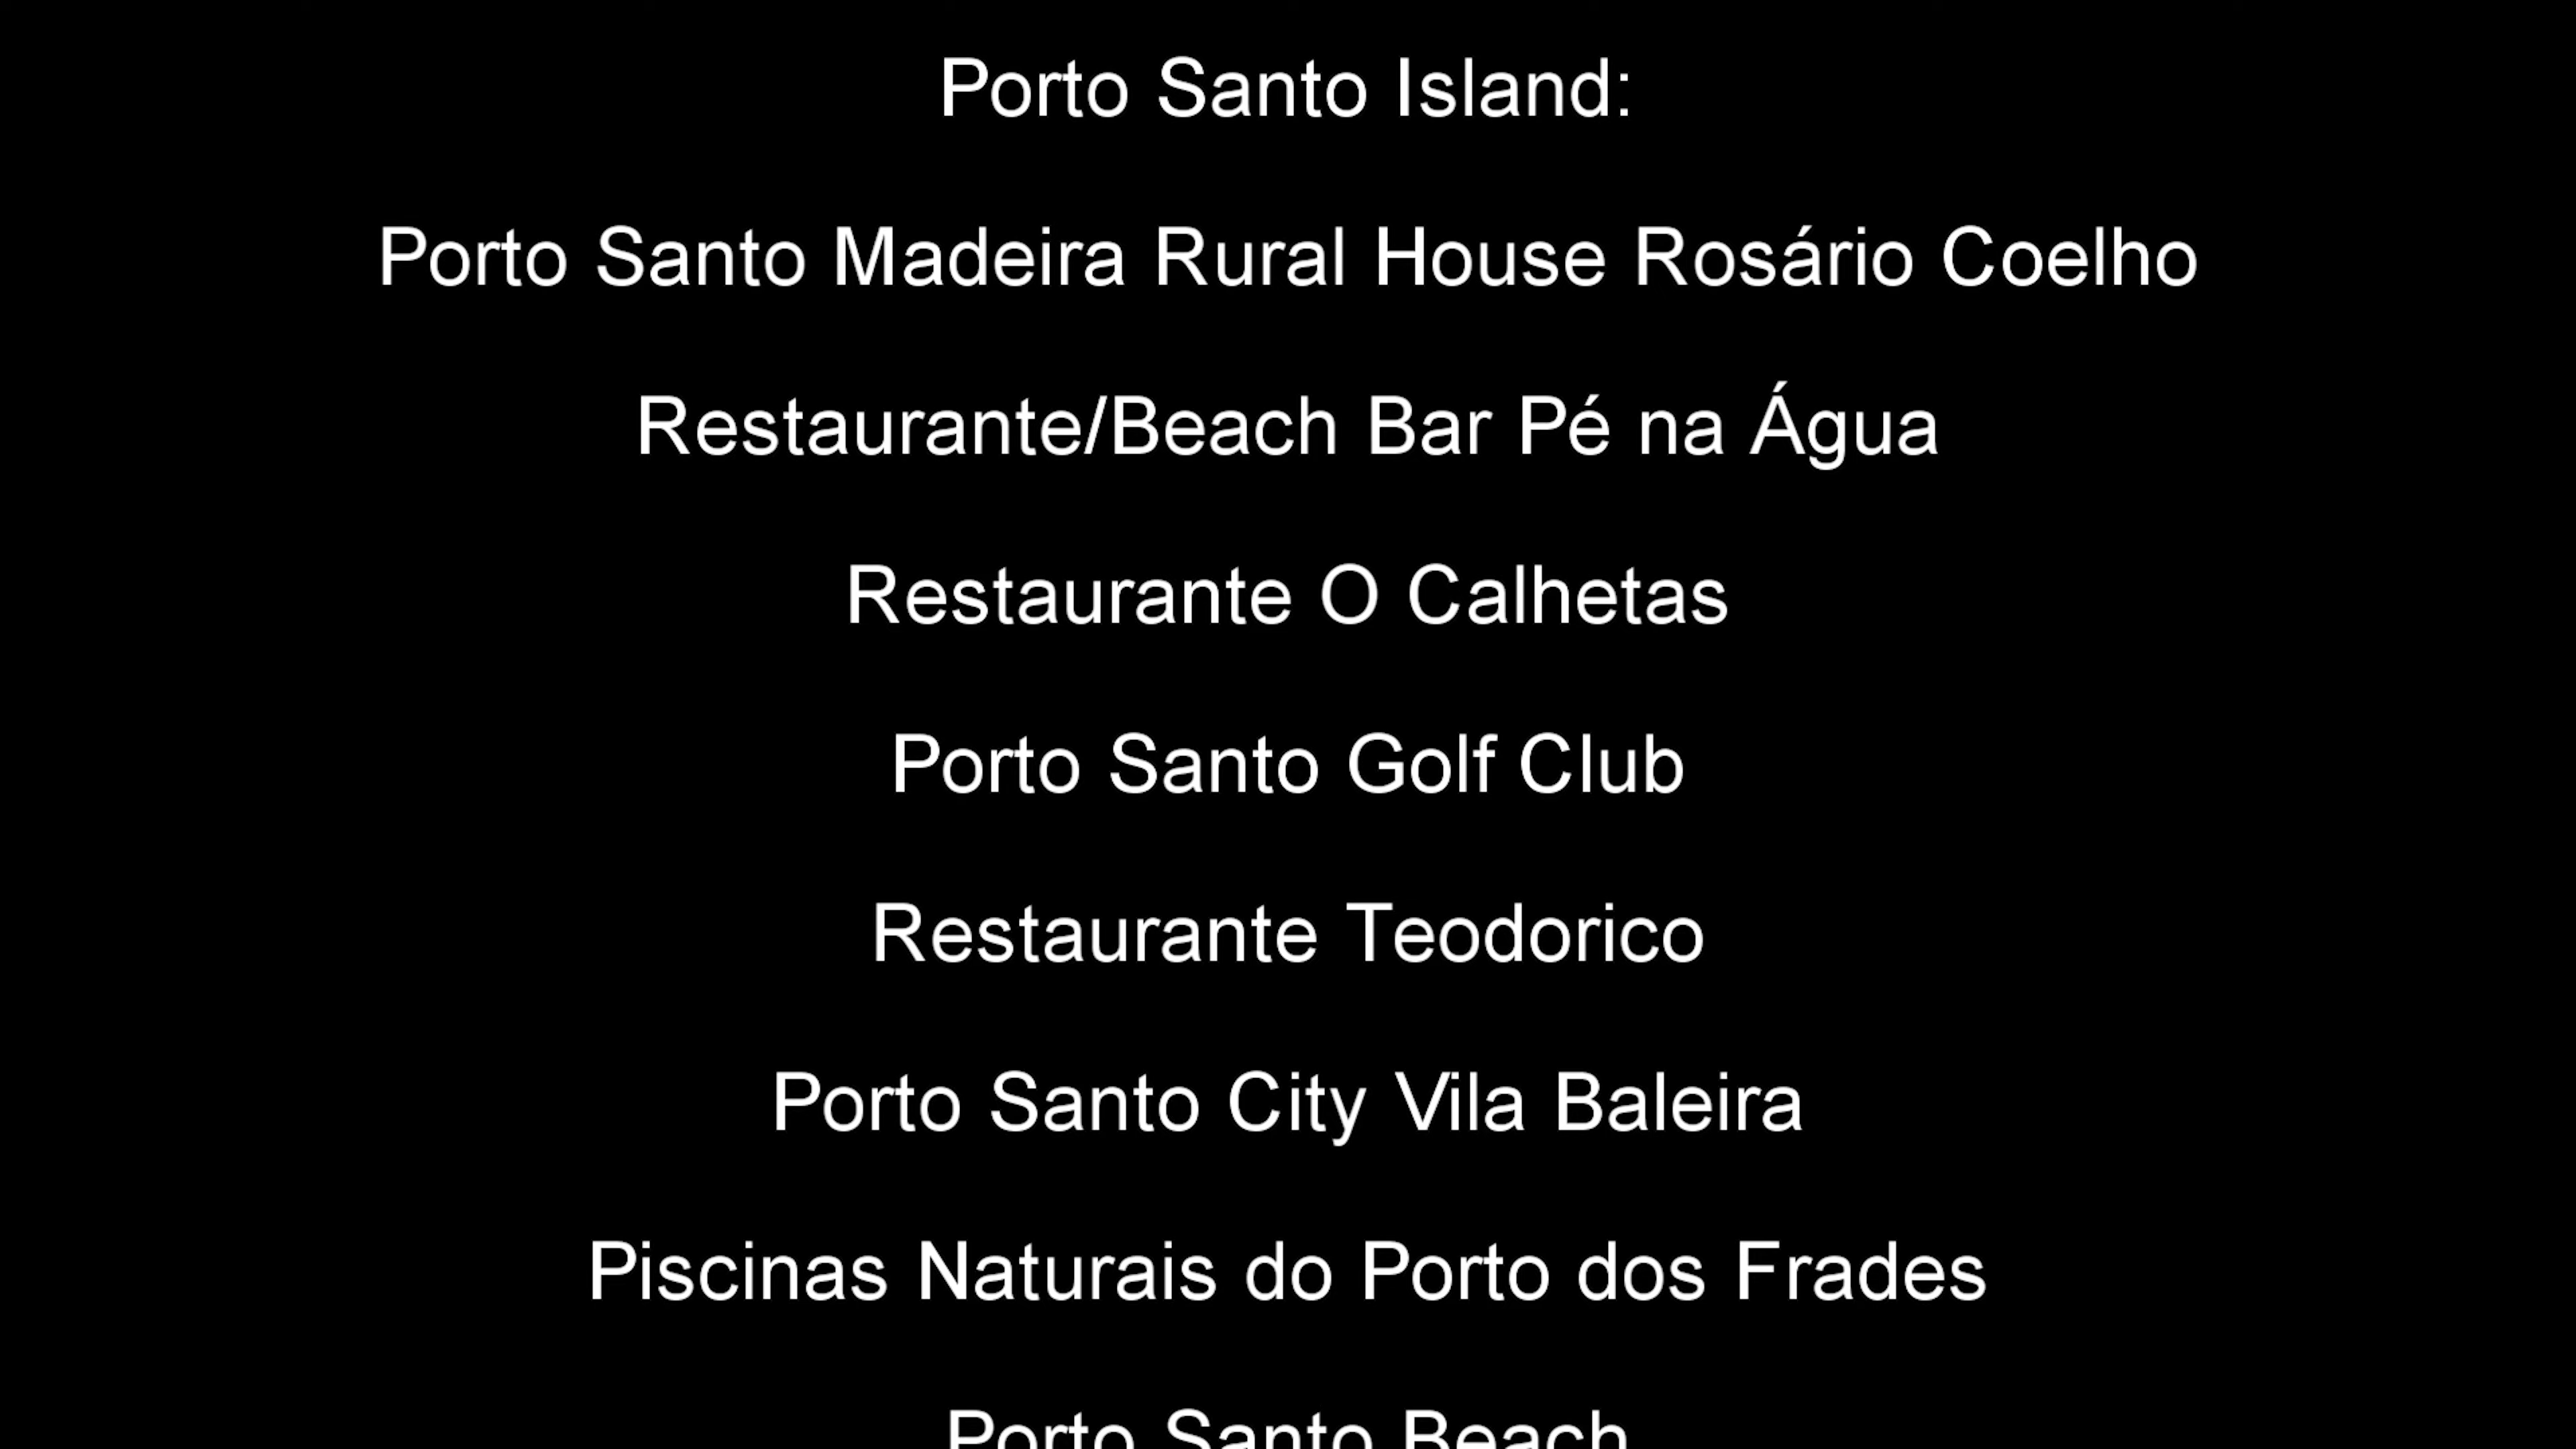 Porto Santo Island:
Porto Santo Madeira Rural House Rosário Coelho
Restaurante/Beach Bar Pé na Água
Restaurante O Calhetas
Porto Santo Golf Club
Restaurante Teodorico
Porto Santo City Vila Baleira
Piscinas Naturais do Porto dos Frades
Porto Santo Beach